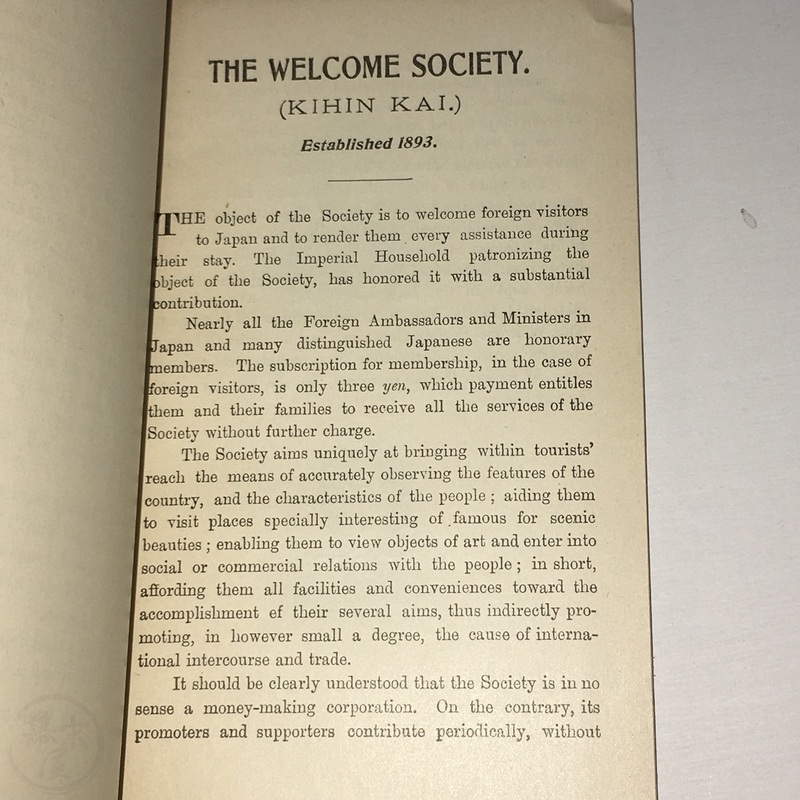 THE WELCOME SOCIETY.
(KIHIN KAI.)
Established 1893.
THE object of the Society is to welcome foreign visitors
to Japan and to render them every assistance during
their stay. The Imperial Household patronizing the
object of the Society, has honored it with a substantial
contribution.
Nearly all the Foreign Ambassadors and Ministers in
Japan and many distinguished Japanese are honorary
members. The subscription for membership, in the case of
foreign visitors, is only three yen, which payment entitles
them and their families to receive all the services of the
Society without further charge.
The Society aims uniquely at bringing within tourists'
reach the means of accurately observing the features of the
country, and the characteristics of the people ; aiding them
to visit places specially interesting of famous for scenic
beauties ; enabling them to view objects of art and enter into
social or commercial relations with the people ; in short,
affording them all facilities and conveniences toward the
accomplishment ef their several aims, thus indirectly pro-
moting, in however small a degree, the cause of interna-
tional intercourse and trade.
It should be clearly understood that the Society is in no
sense a money-making corporation. On the contrary, its
promoters and supporters contribute periodically, without